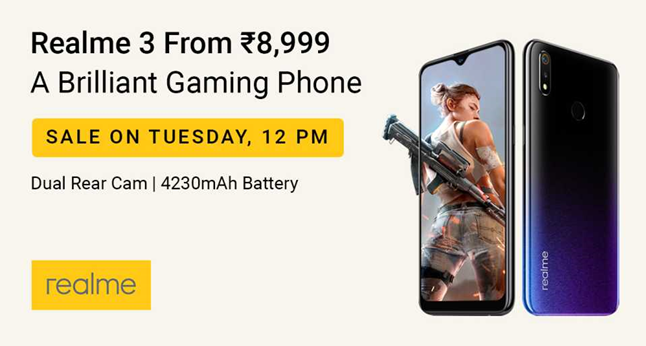 Realme 3 From ₹8,999
A Brilliant Gaming Phone
SALE ON TUESDAY, 12 PM
Dual Rear Cam | 4230mAh Battery
realme
realme